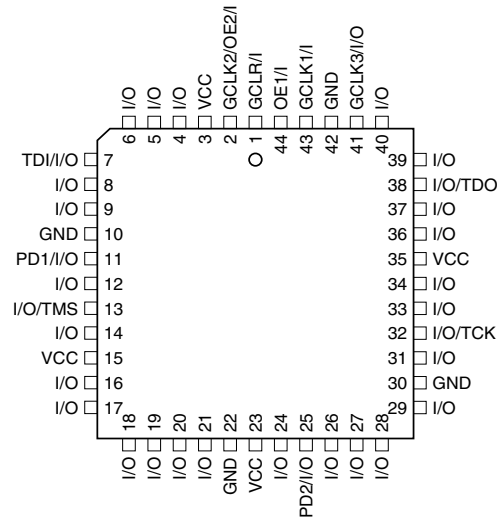 I/O
I/O
I/O
VCC
GCLK2/OE2/I
GCLR/I
OE1/I
GCLK1/I
GND
GCLK3/I/O
I/O
6
5
4
3
2
1
44
43
42
41
40
TDI/I/O 7
I/O 8
I/O 9
GND 10
PD1/I/O 11
I/O 12
I/O/TMS 13
I/O 14
VCC 15
I/O 16
I/O 17
39 I/O
38 I/O/TDO
37 I/O
36 I/O
35 VCC
34 I/O
33 I/O
32 I/O/TCK
31 I/O
30 GND
29 I/O
18
19
20
21
22
23
24
25
26
27
28
I/O
I/O
I/O
I/O
GND
VCC
I/O
PD2/I/O
I/O
I/O
I/O